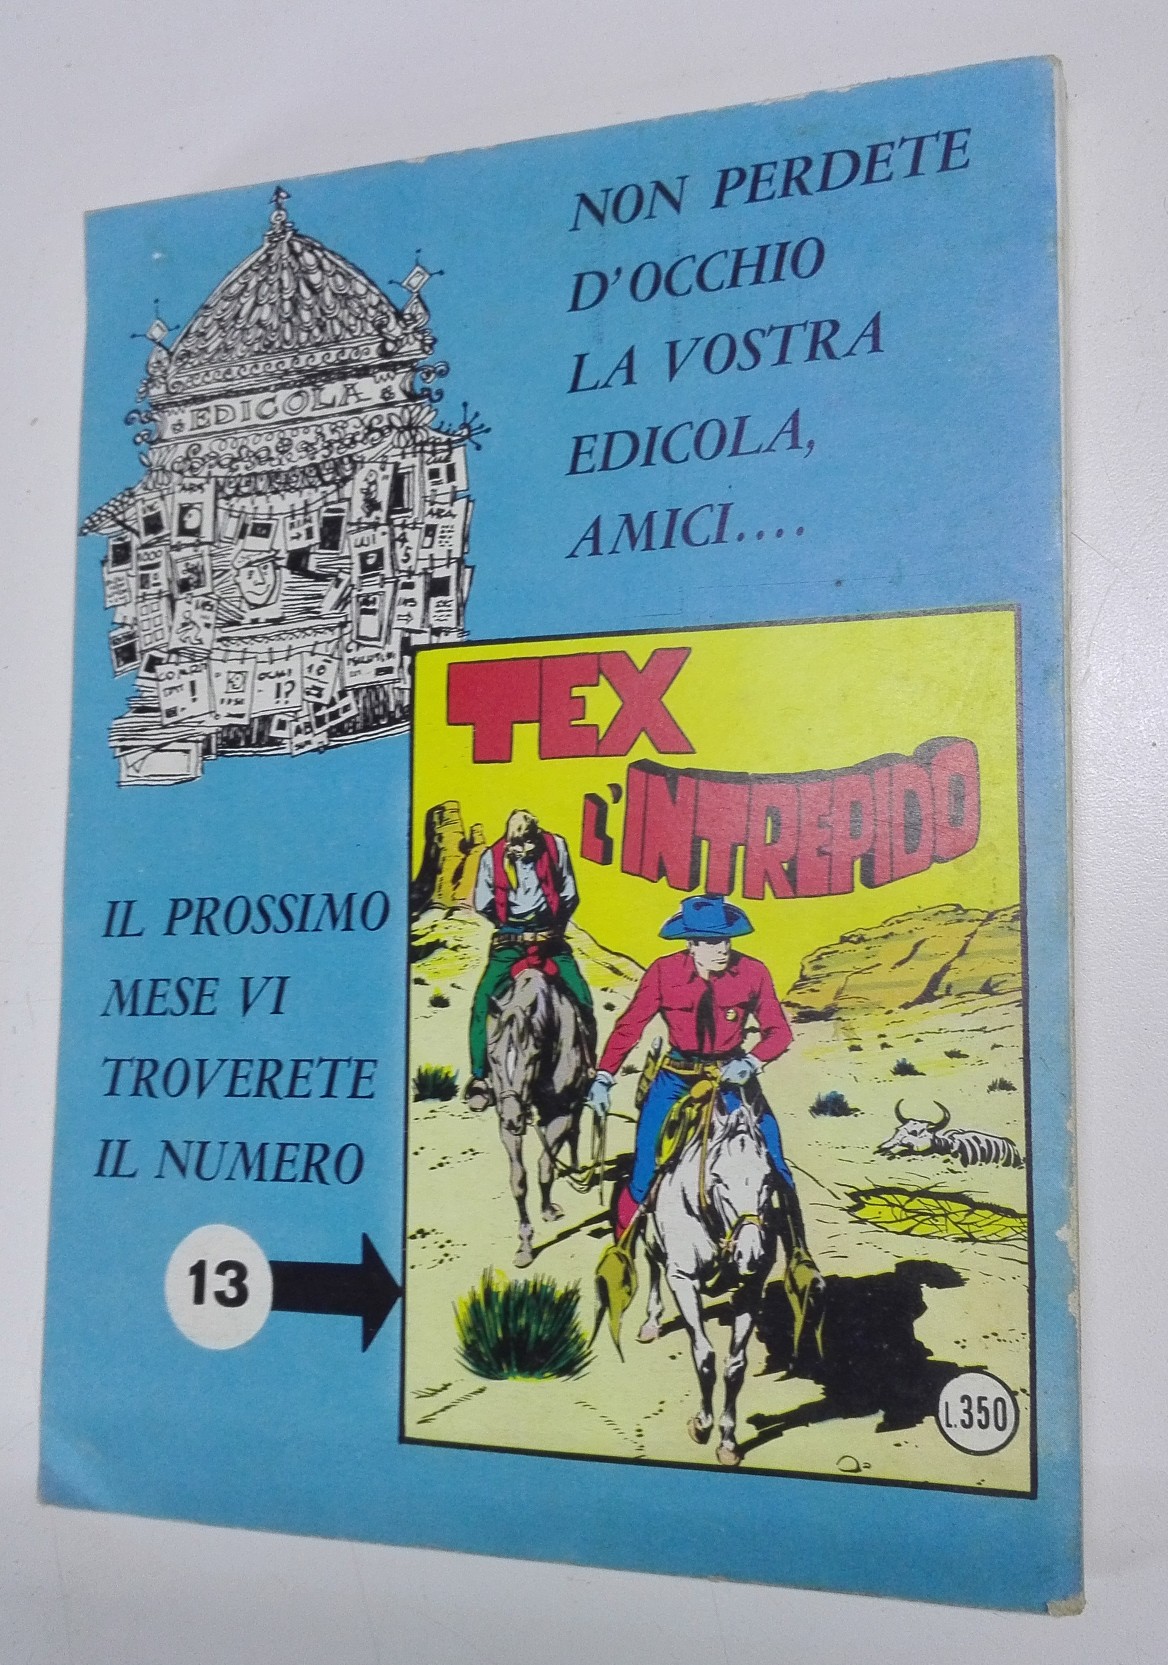 NON PERDETE
D'OCCHIO
LA VOSTRA
EDICOLA,
AMICI....
EDICOLA
TEX
L'INTREPIDO
IL PROSSIMO
MESE VI
TROVERETE
IL NUMERO
13
L.350